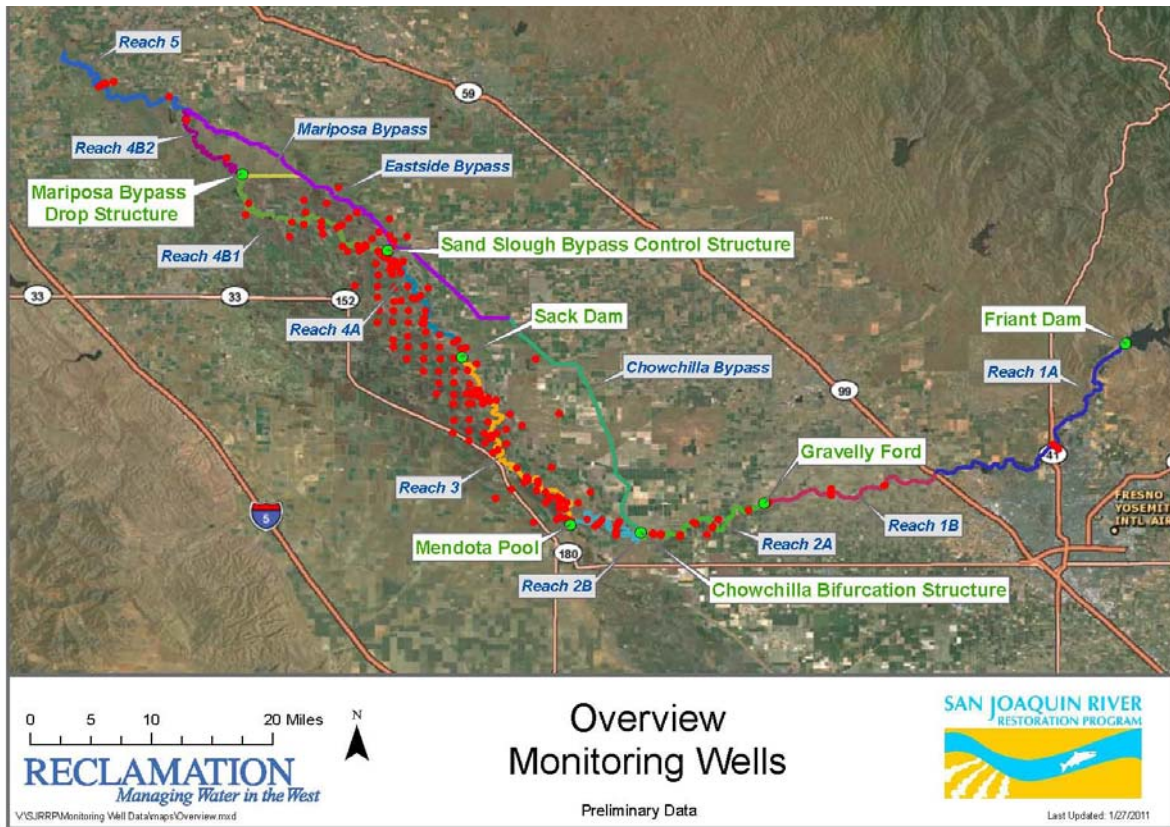 Reach 5
59
Mariposa Bypass
Reach 4B2
Eastside Bypass
Mariposa Bypass
Drop Structure
Sand Slough Bypass Control Structure
Reach 4B1
33
33
152
Reach 4A
Sack Dam
Friant Dam
Chowchilla Bypass
Reach 1A
99
Gravelly Ford
41
Reach 3
FRESNO
YOSEMIT
INTL AIR
5
Reach 1B
Mendota Pool
Reach 2A
180
Reach 2B
Chowchilla Bifurcation Structure
0 5 10 20 Miles
N
RECLAMATION
Managing Water in the West
V:\SJRRP\Monitoring Well Data\maps\Overview.mxd
Overview
Monitoring Wells
Preliminary Data
SAN JOAQUIN RIVER
RESTORATION PROGRAM
Last Updated: 1/27/2011